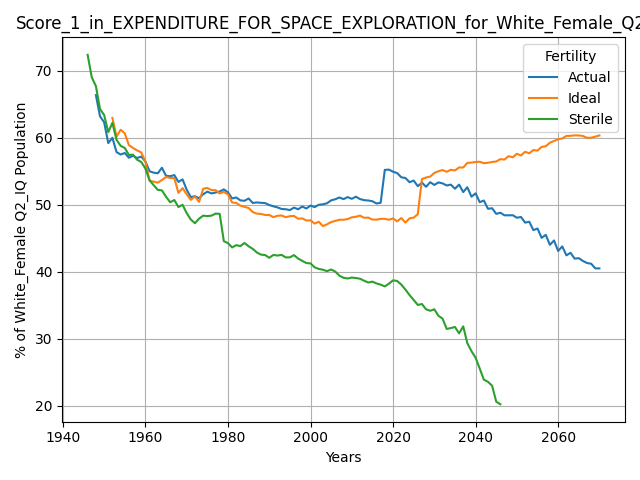 Score_1_in_EXPENDITURE_FOR_SPACE_EXPLORATION_for_White_Female_Q2
Fertility
Actual
Ideal
Sterile
% of White_Female Q2_IQ Population
70
60
50
40
30
20
1940
1960
1980
2000
2020
2040
2060
Years